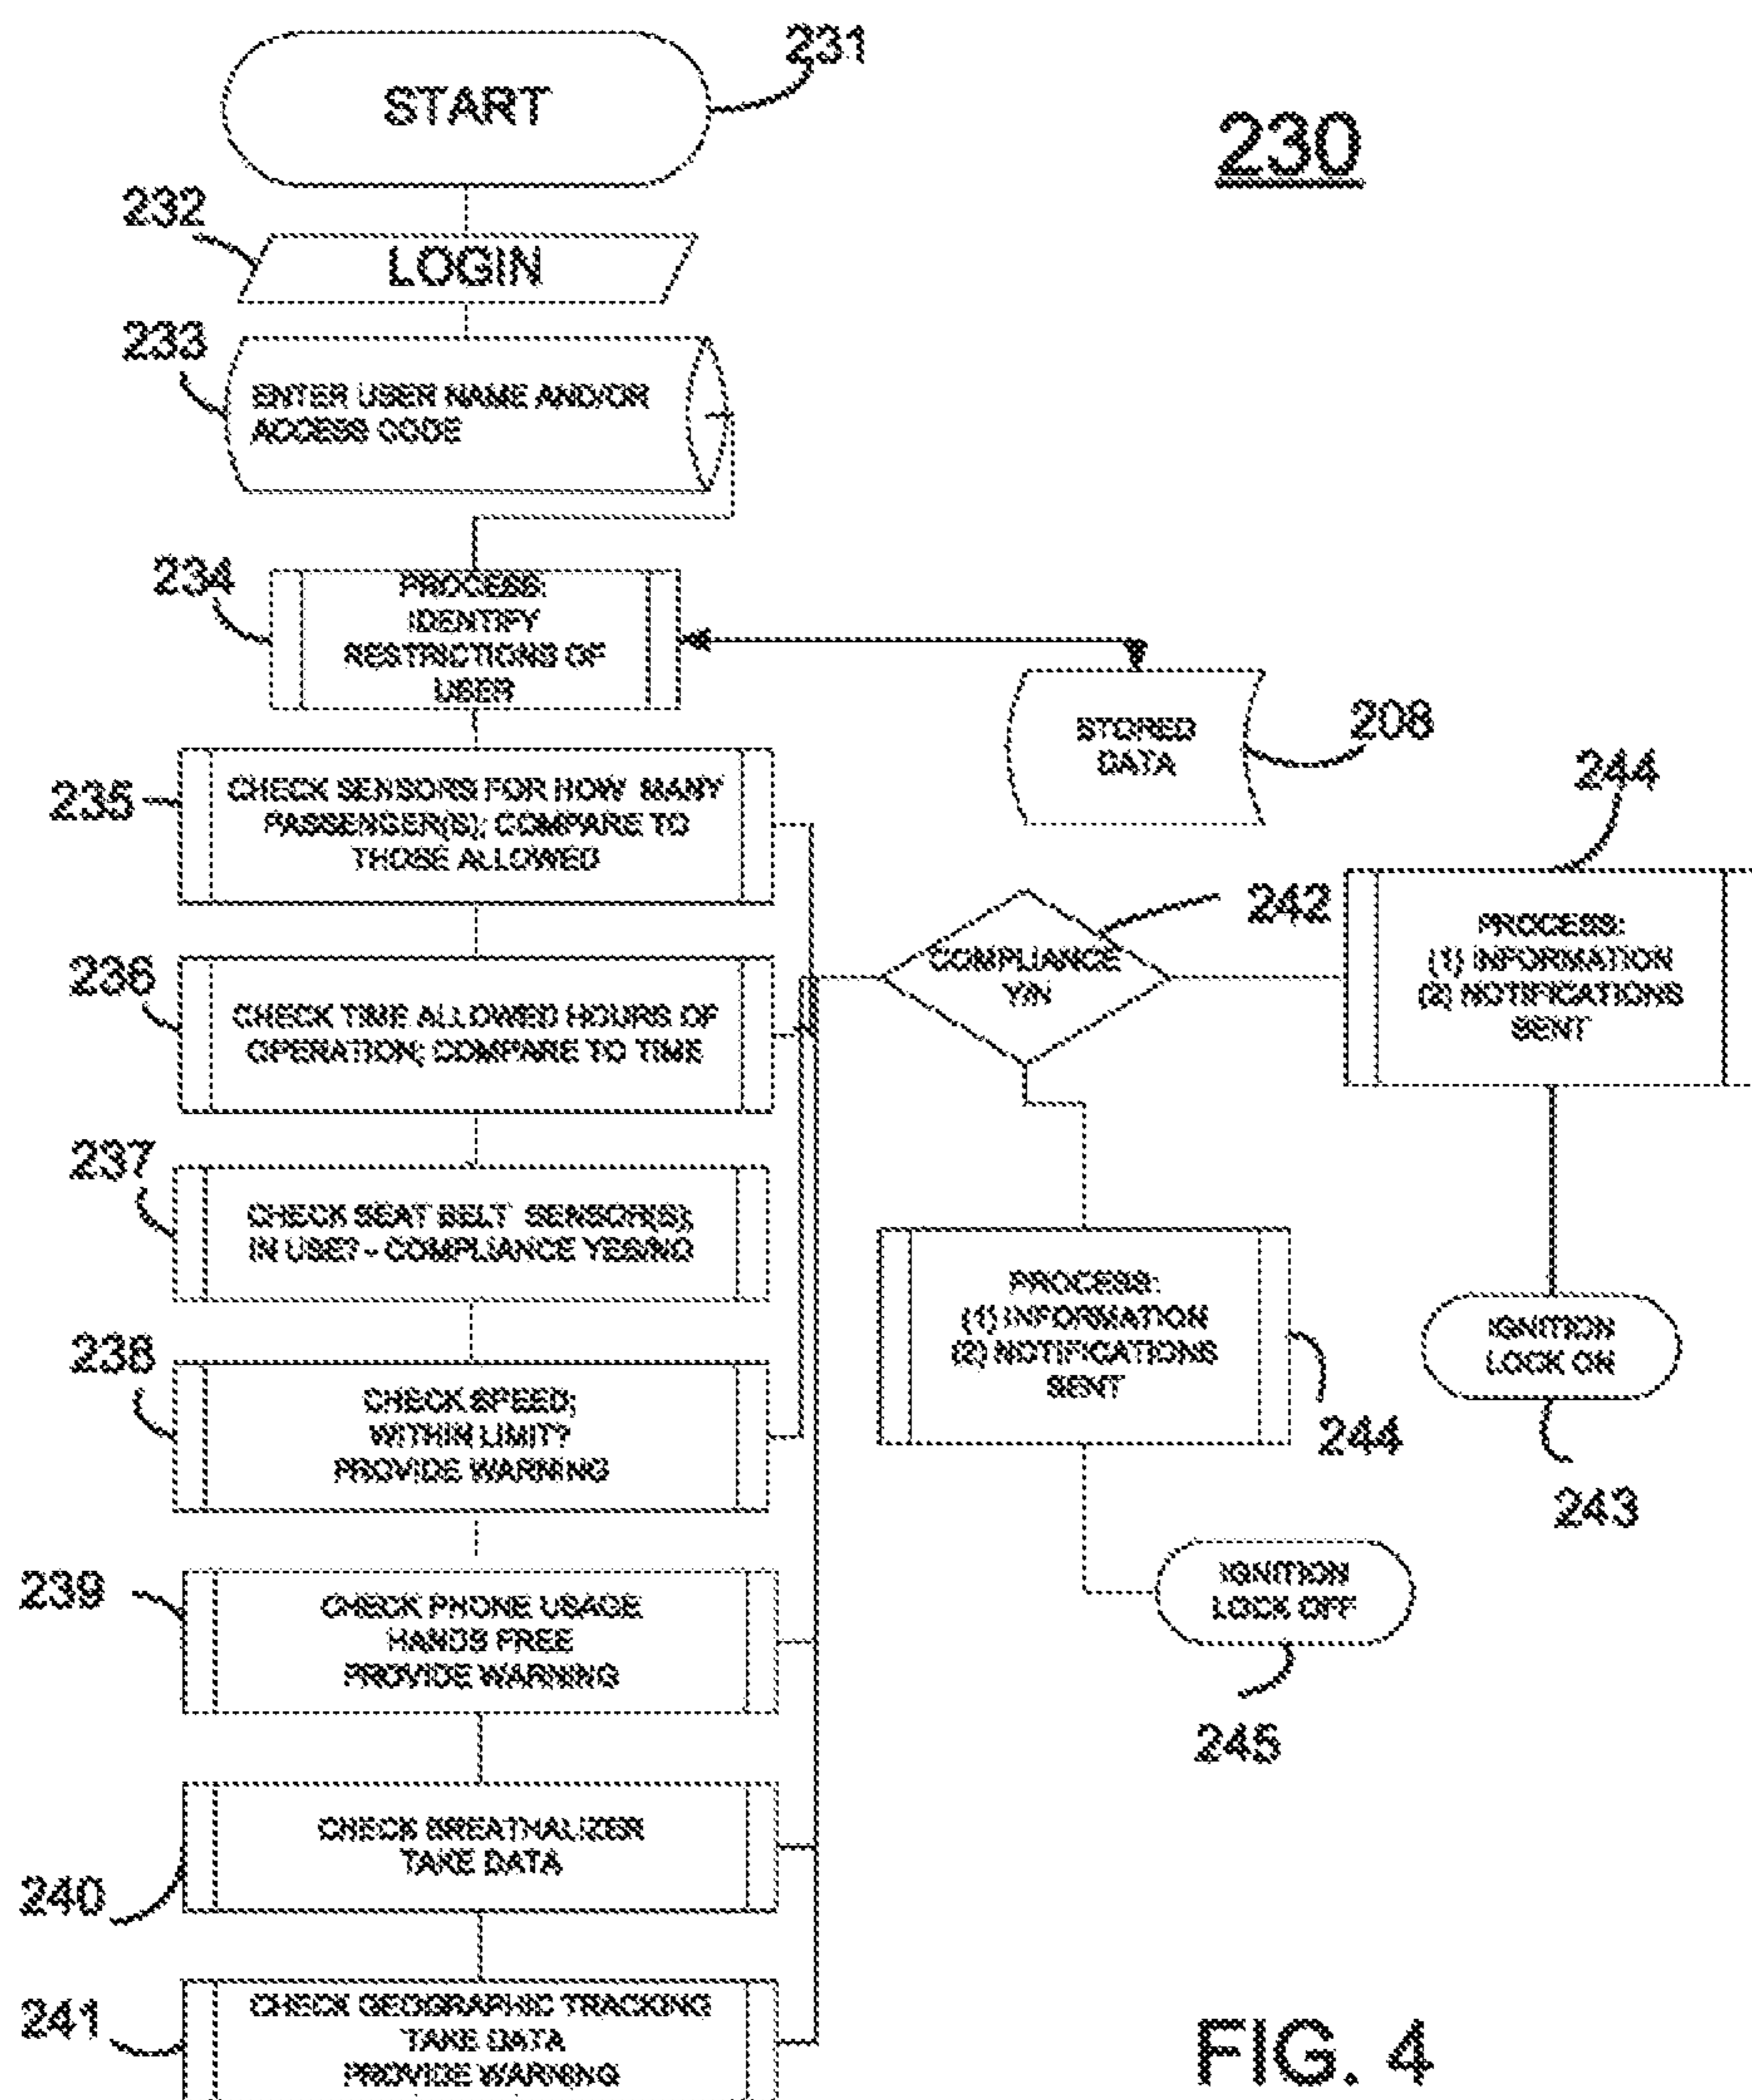 231
START
230
232
LOGIN
233
ENTER USER NAME AND/OR
ACCESS CODE
234
PROCESS:
IDENTIFY
RESTRICTIONS OF
USER
STORED
DATA
208
235
CHECK SENSORS FOR HOW MANY
PASSENGER(S); COMPARE TO
THOSE ALLOWED
244
242
COMPLIANCE
Y/N
PROCESS:
(1) INFORMATION
(2) NOTIFICATIONS
SENT
236
CHECK TIME ALLOWED HOURS OF
OPERATION; COMPARE TO TIME
237
CHECK SEAT BELT SENSOR(S);
IN USE? - COMPLIANCE YES/NO
PROCESS:
(1) INFORMATION
(2) NOTIFICATIONS
SENT
244
IGNITION
LOCK ON
243
238
CHECK SPEED;
WITHIN LIMIT?
PROVIDE WARNING
IGNITION
LOCK OFF
245
239
CHECK PHONE USAGE
HANDS FREE
PROVIDE WARNING
240
CHECK BREATHALIZER
TAKE DATA
241
CHECK GEOGRAPHIC TRACKING
TAKE DATA
PROVIDE WARNING
FIG. 4